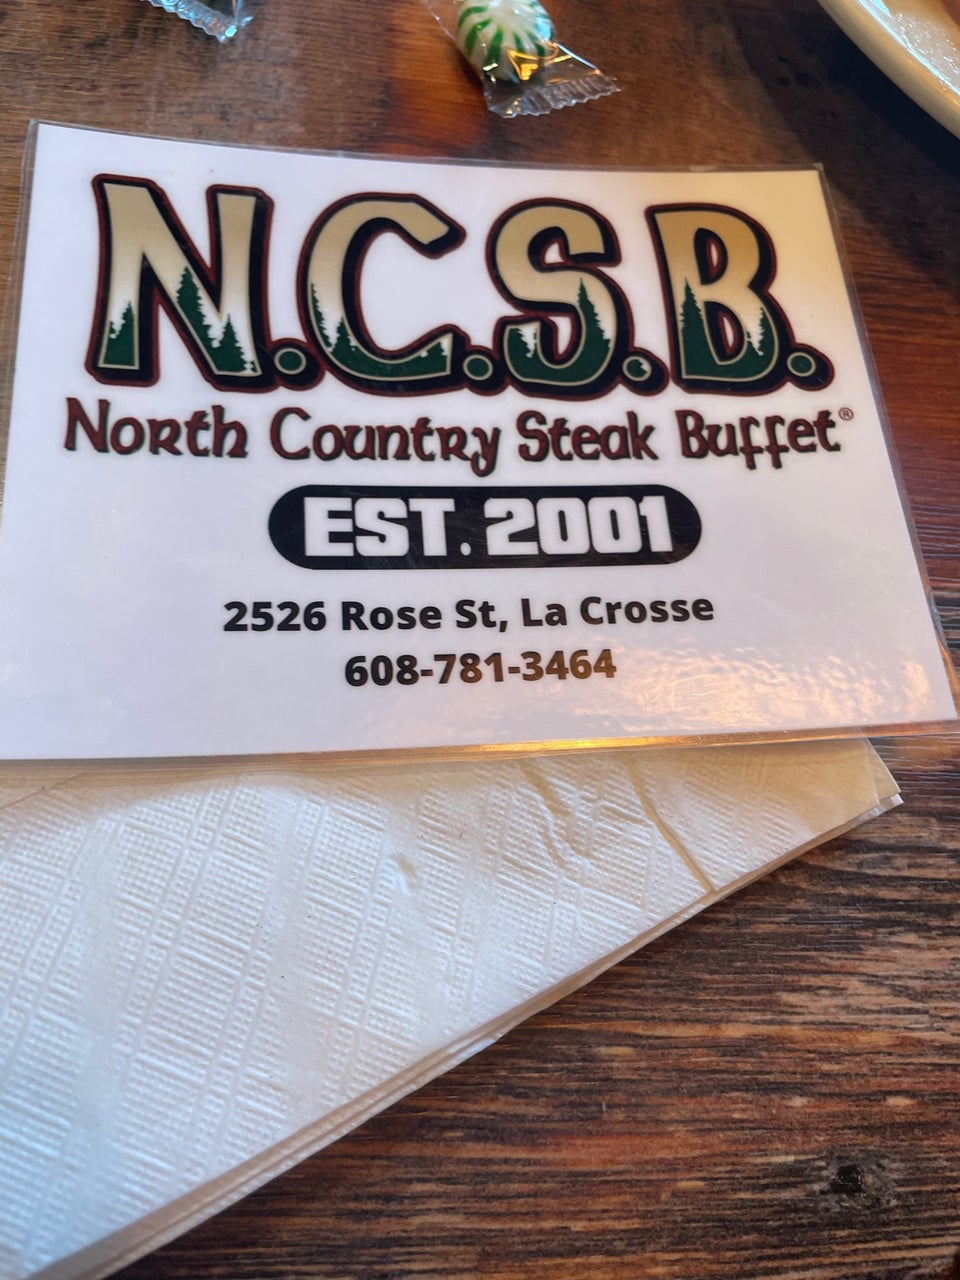 N.C.S.B.
North Country Steak Buffet®
EST. 2001
2526 Rose St, La Crosse
608-781-3464